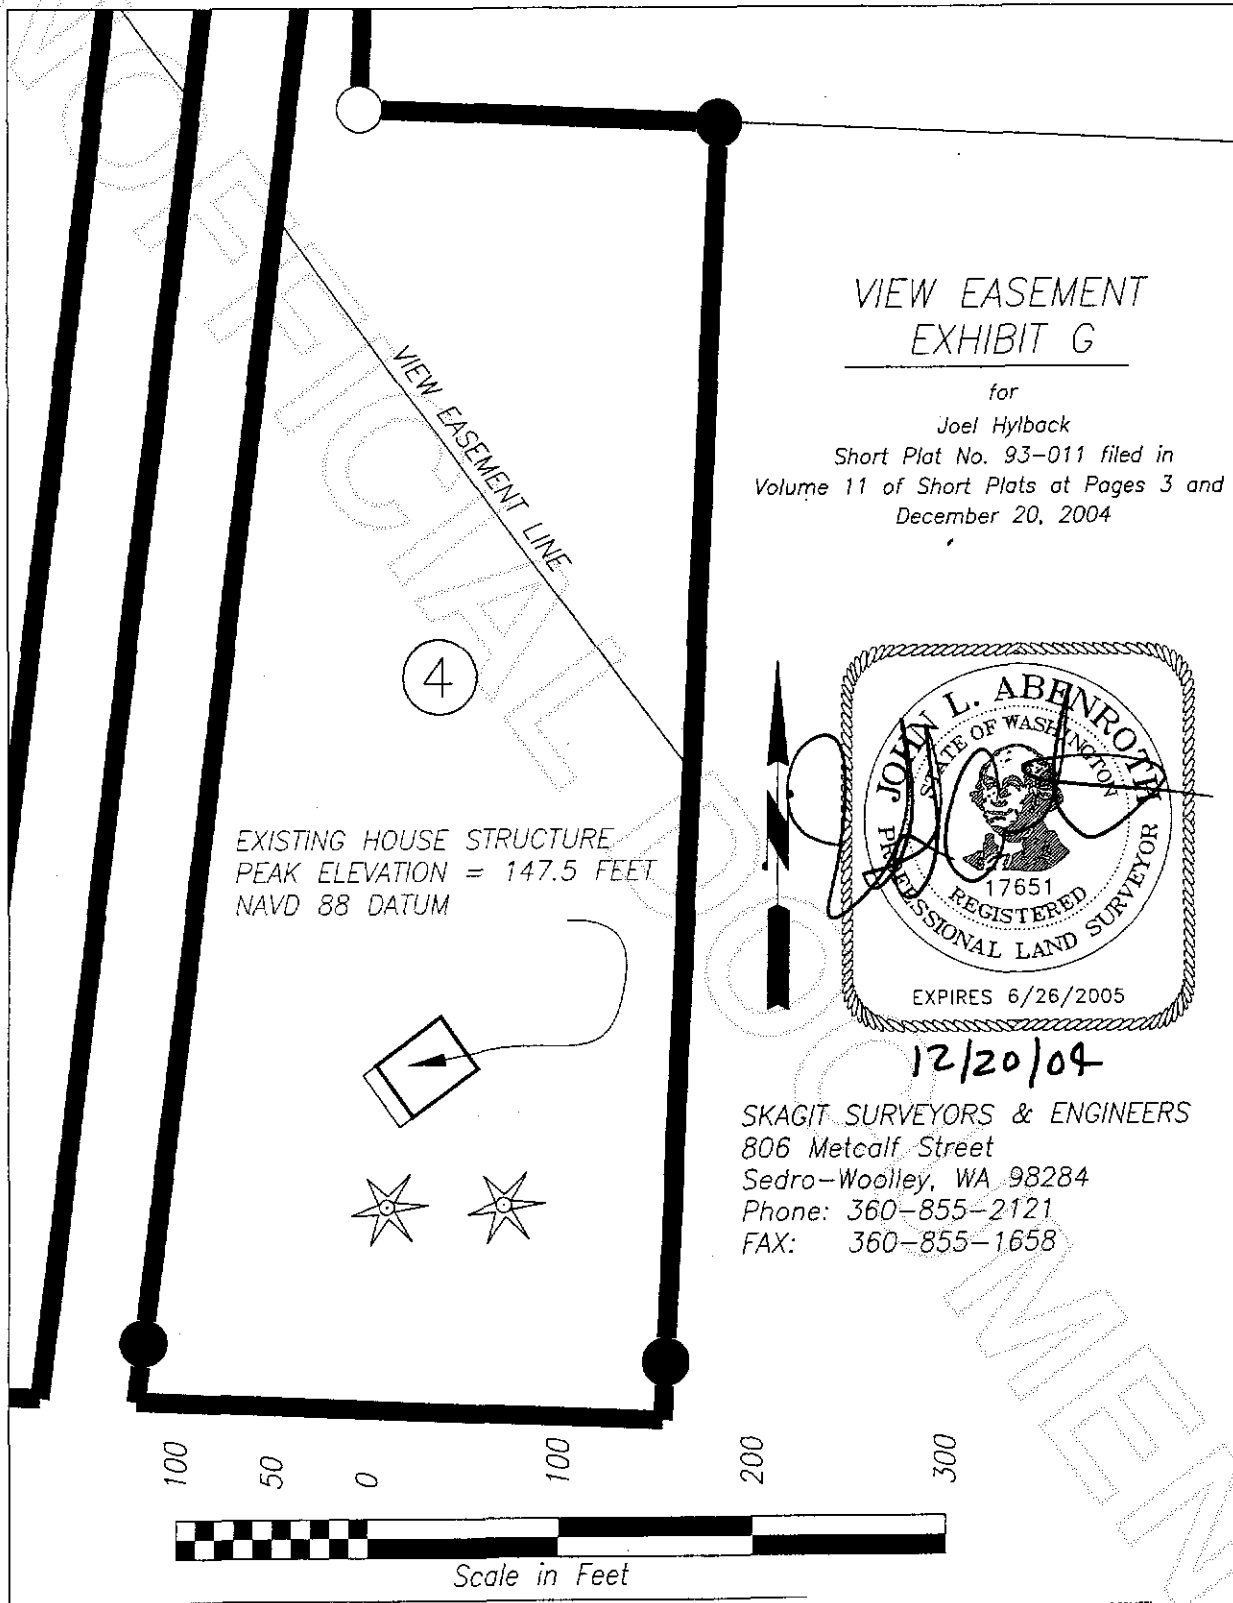 UNOFFICIAL DOCUMENT
VIEW EASEMENT
EXHIBIT G
for
Joel Hylback
Short Plat No. 93-011 filed in
Volume 11 of Short Plats at Pages 3 and
December 20, 2004
VIEW EASEMENT LINE
4
EXISTING HOUSE STRUCTURE
PEAK ELEVATION = 147.5 FEET
NAVD 88 DATUM
N
JOHN L. ABENROTH
STATE OF WASHINGTON
17651
REGISTERED
PROFESSIONAL LAND SURVEYOR
EXPIRES 6/26/2005
12/20/04
SKAGIT SURVEYORS & ENGINEERS
806 Metcalf Street
Sedro-Woolley, WA 98284
Phone: 360-855-2121
FAX: 360-855-1658
100 50 0 100 200 300
Scale in Feet